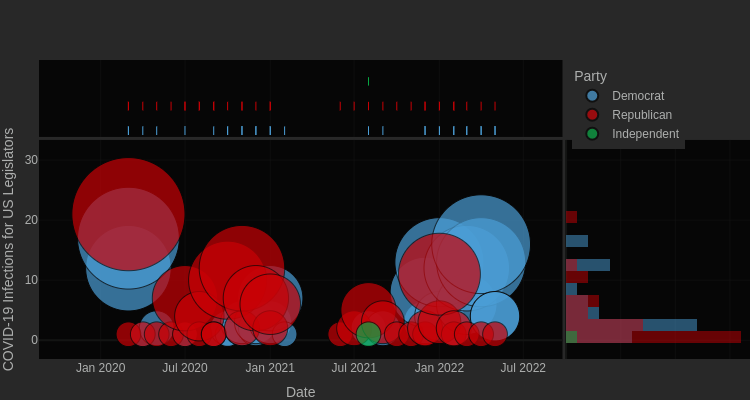 Party
Democrat
Republican
Independent
COVID-19 Infections for US Legislators
30
20
10
0
Jan 2020
Jul 2020
Jan 2021
Jul 2021
Jan 2022
Jul 2022
Date